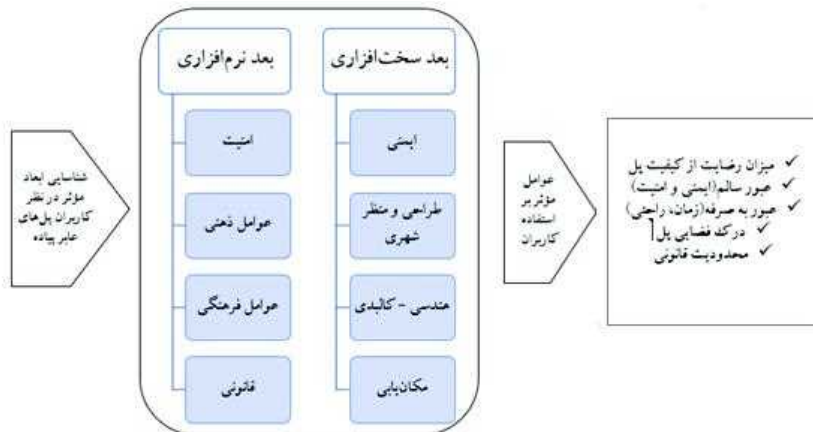 شناسایی ابعاد
مؤثر در نظر
کاربران پل‌های
عابر پیاده
بعد نرم‌افزاری
امنیت
عوامل ذهنی
عوامل فرهنگی
قانونی
بعد سخت‌افزاری
ایمنی
طراحی و منظر
شهری
هندسی - کالبدی
مکان‌یابی
عوامل
مؤثر بر
استفاده
کاربران
✓ میزان رضایت از کیفیت پل
✓ عبور سالم(ایمنی و امنیت)
✓ عبور به صرفه(زمان، راحتی)
✓ درک فضایی پل
✓ محدودیت قانونی